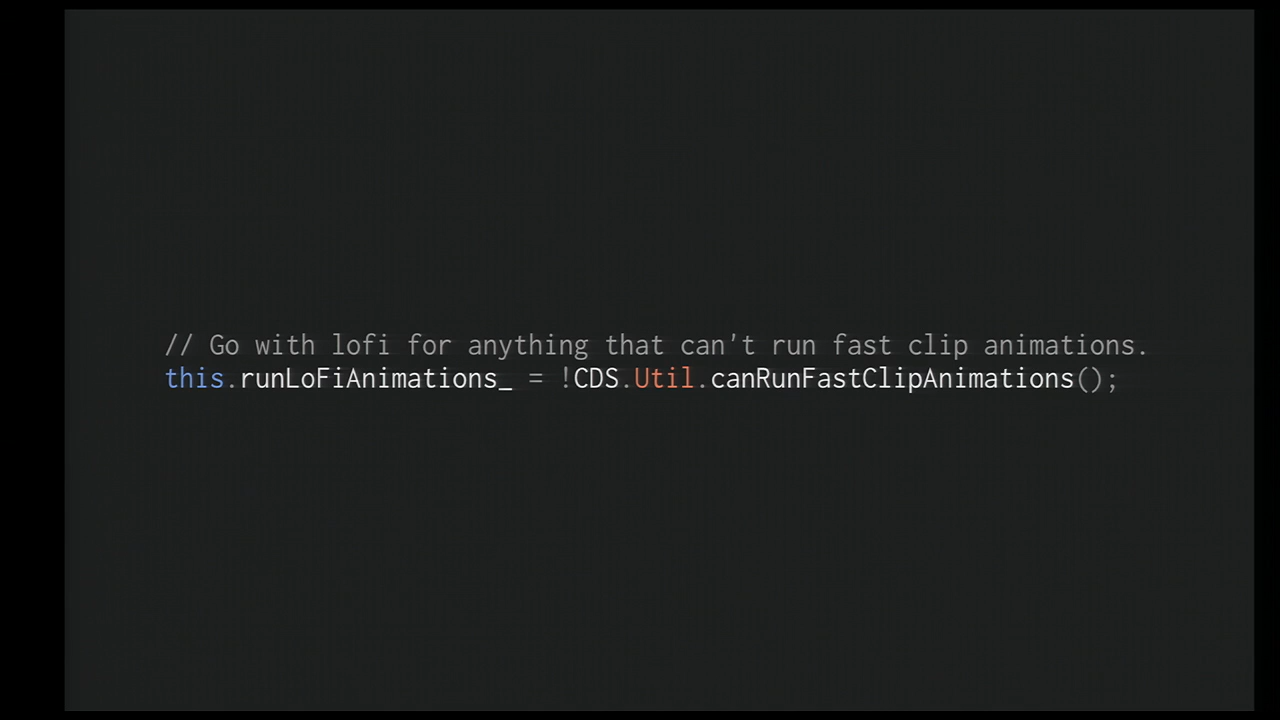 // Go with lofi for anything that can't run fast clip animations.
this.runLoFiAnimations_ = !CDS.Util.canRunFastClipAnimations();